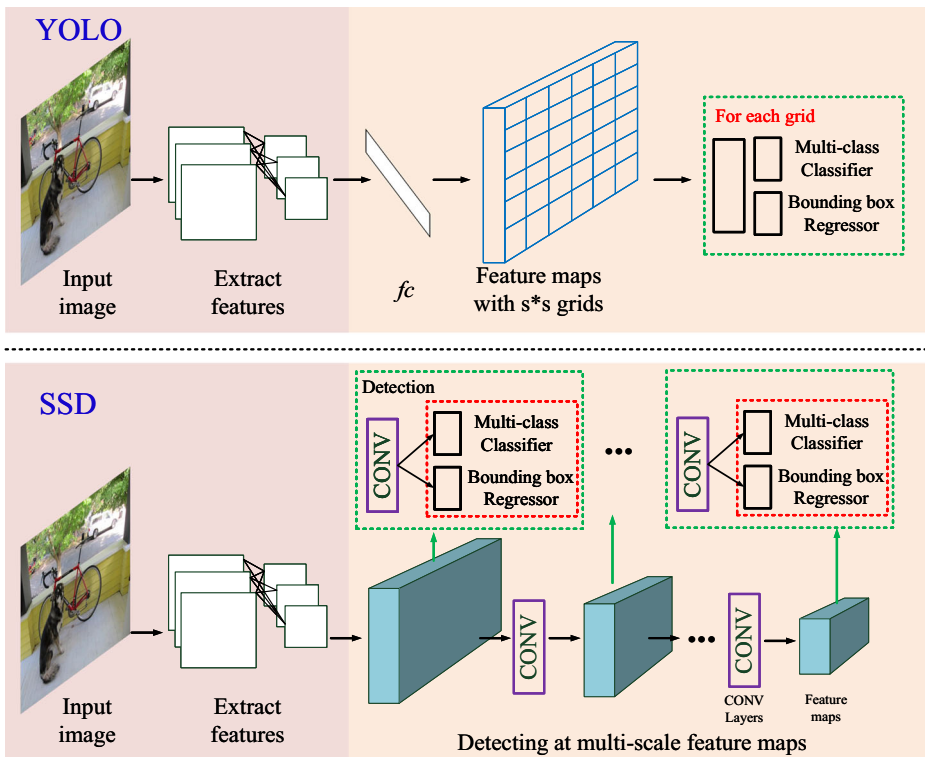 YOLO
For each grid
Multi-class
Classifier
Bounding box
Regressor
Input
image
Extract
features
fc
Feature maps
with s*s grids
SSD
Detection
CONV
Multi-class
Classifier
Bounding box
Regressor
...
CONV
Multi-class
Classifier
Bounding box
Regressor
CONV
...
CONV
Input
image
Extract
features
CONV
Layers
Feature
maps
Detecting at multi-scale feature maps